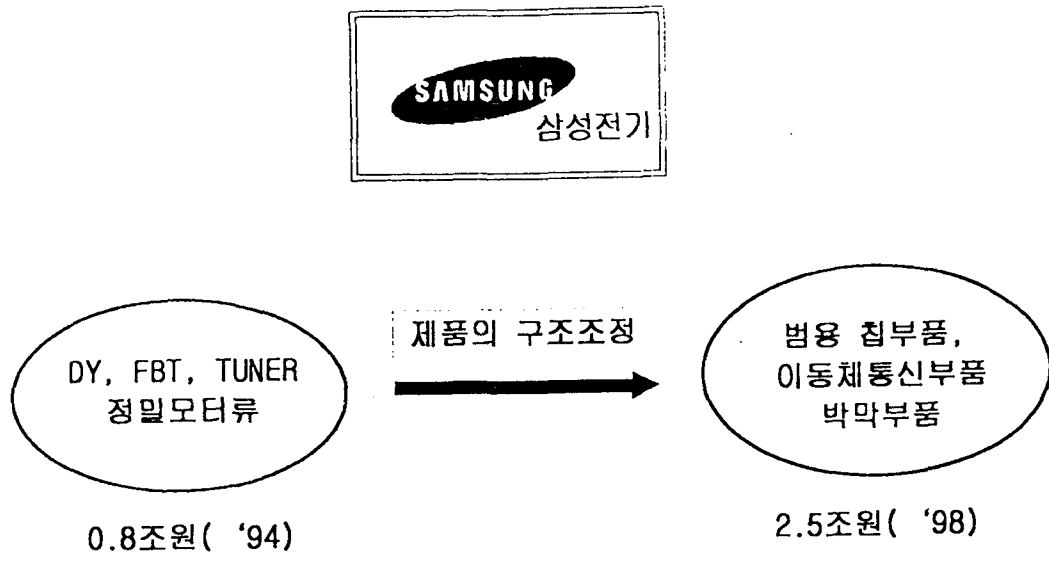 SAMSUNG
삼성전기
제품의 구조조정
DY, FBT, TUNER
정밀모터류
범용 칩부품,
이동체통신부품
박막부품
0.8조원( '94)
2.5조원( '98)